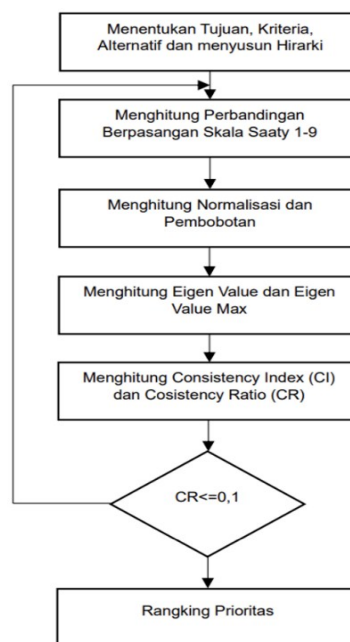 Menentukan Tujuan, Kriteria,
Alternatif dan menyusun Hirarki
Menghitung Perbandingan
Berpasangan Skala Saaty 1-9
Menghitung Normalisasi dan
Pembobotan
Menghitung Eigen Value dan Eigen
Value Max
Menghitung Consistency Index (CI)
dan Cosistency Ratio (CR)
CR<=0,1
Rangking Prioritas